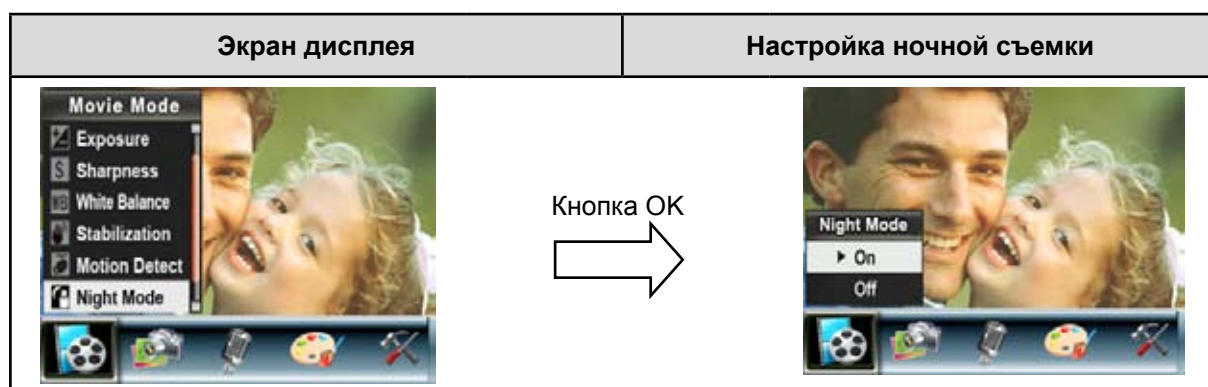 Экран дисплея
Настройка ночной съемки
Movie Mode
Exposure
Sharpness
White Balance
Stabilization
Motion Detect
Night Mode
Кнопка OK
Night Mode
On
Off